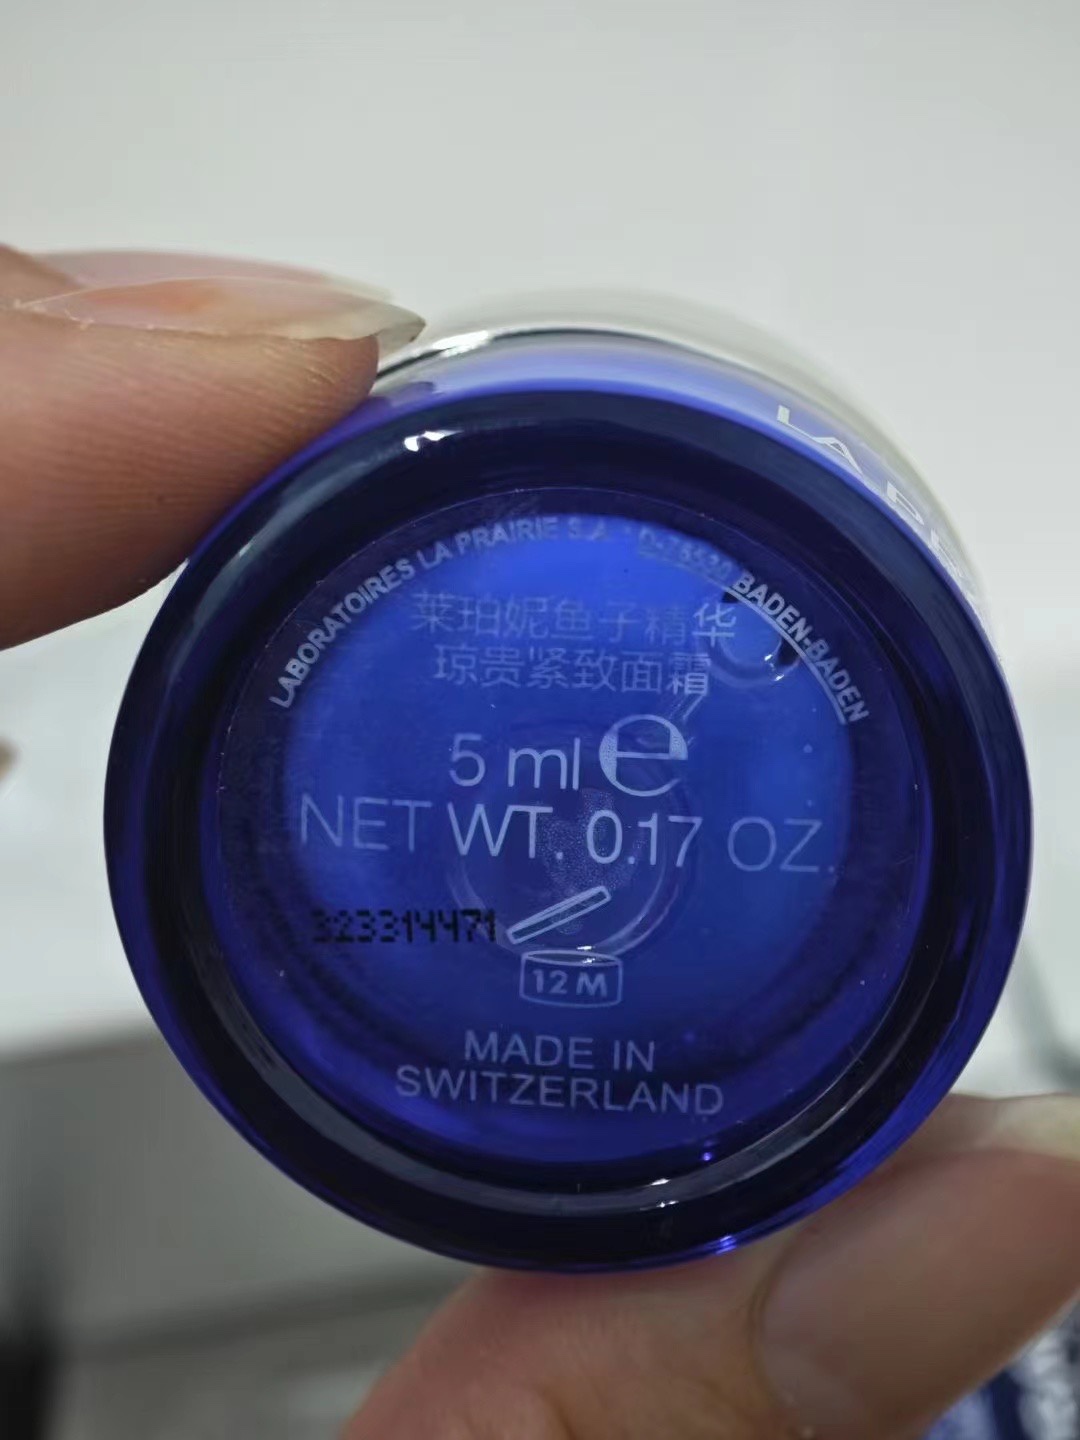 LA
LABORATOIRES LA PRAIRIE S.A. · D-76530 BADEN-BADEN
莱珀妮鱼子精华
琼贵紧致面霜
5 ml e
NET WT. 0.17 OZ.
323314471
12 M
MADE IN
SWITZERLAND